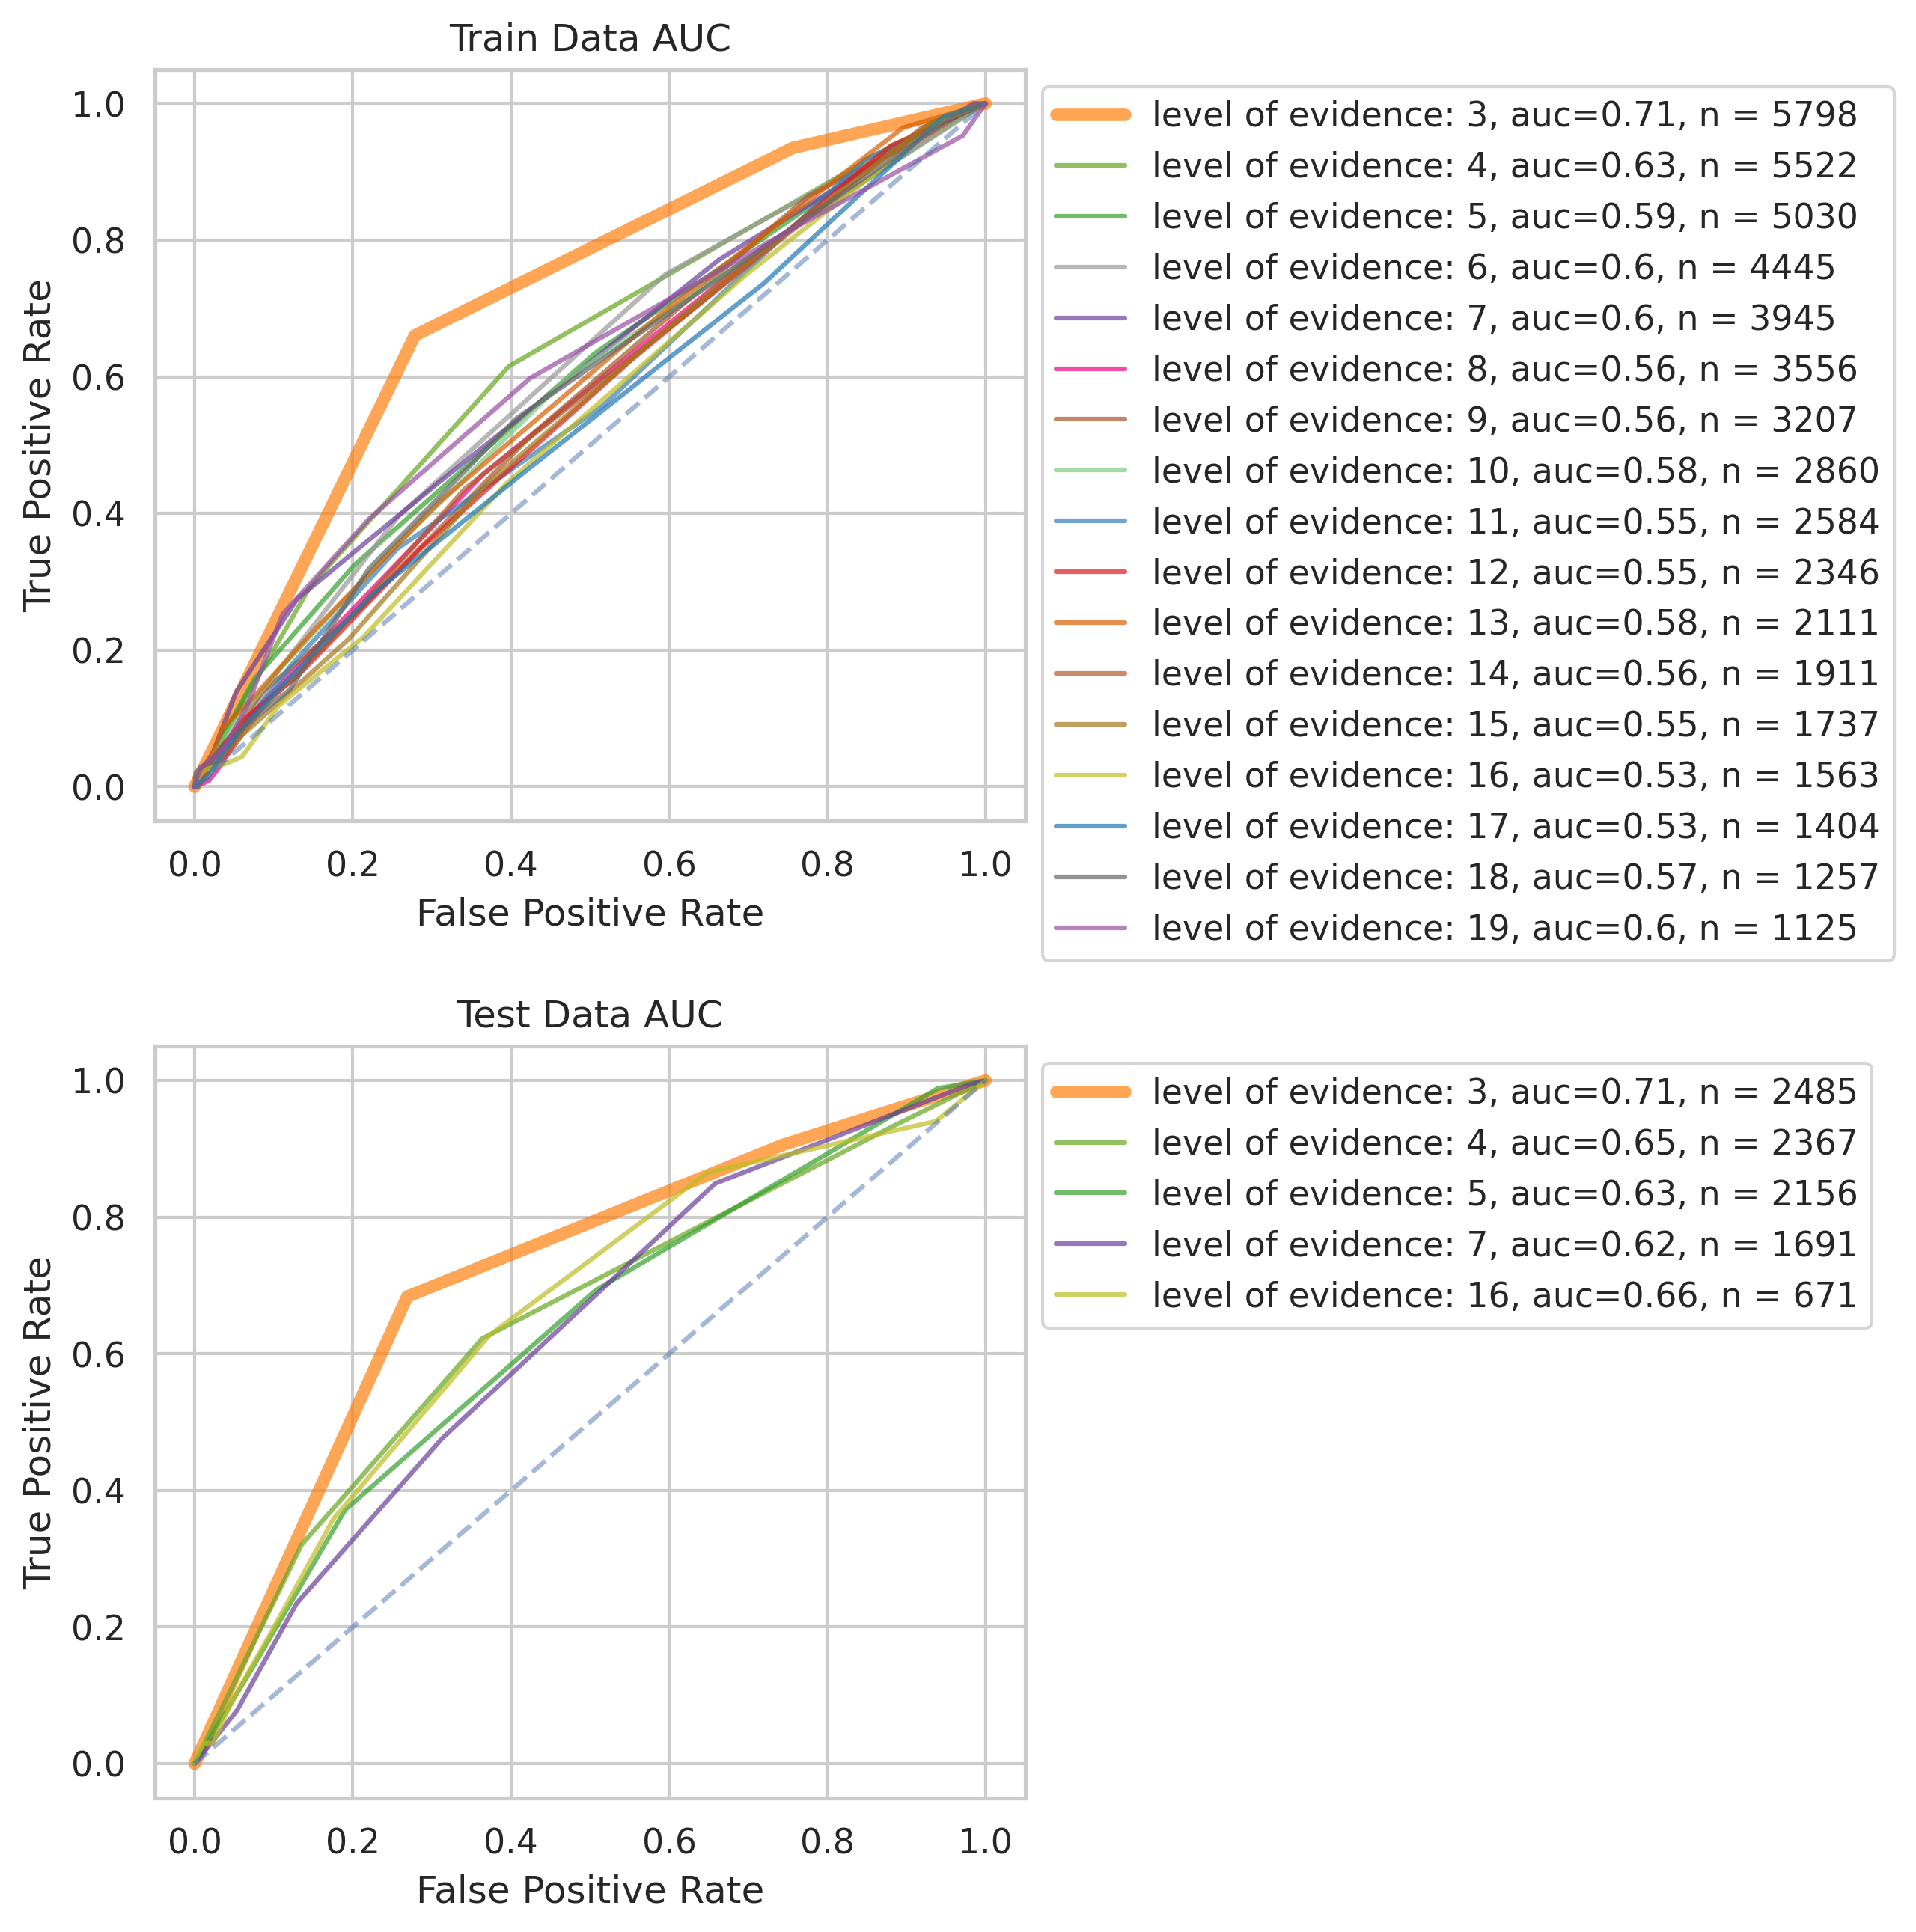 Train Data AUC
1.0
0.8
0.6
0.4
0.2
0.0
True Positive Rate
0.0 0.2 0.4 0.6 0.8 1.0
False Positive Rate
level of evidence: 3, auc=0.71, n = 5798
level of evidence: 4, auc=0.63, n = 5522
level of evidence: 5, auc=0.59, n = 5030
level of evidence: 6, auc=0.6, n = 4445
level of evidence: 7, auc=0.6, n = 3945
level of evidence: 8, auc=0.56, n = 3556
level of evidence: 9, auc=0.56, n = 3207
level of evidence: 10, auc=0.58, n = 2860
level of evidence: 11, auc=0.55, n = 2584
level of evidence: 12, auc=0.55, n = 2346
level of evidence: 13, auc=0.58, n = 2111
level of evidence: 14, auc=0.56, n = 1911
level of evidence: 15, auc=0.55, n = 1737
level of evidence: 16, auc=0.53, n = 1563
level of evidence: 17, auc=0.53, n = 1404
level of evidence: 18, auc=0.57, n = 1257
level of evidence: 19, auc=0.6, n = 1125
Test Data AUC
1.0
0.8
0.6
0.4
0.2
0.0
True Positive Rate
0.0 0.2 0.4 0.6 0.8 1.0
False Positive Rate
level of evidence: 3, auc=0.71, n = 2485
level of evidence: 4, auc=0.65, n = 2367
level of evidence: 5, auc=0.63, n = 2156
level of evidence: 7, auc=0.62, n = 1691
level of evidence: 16, auc=0.66, n = 671